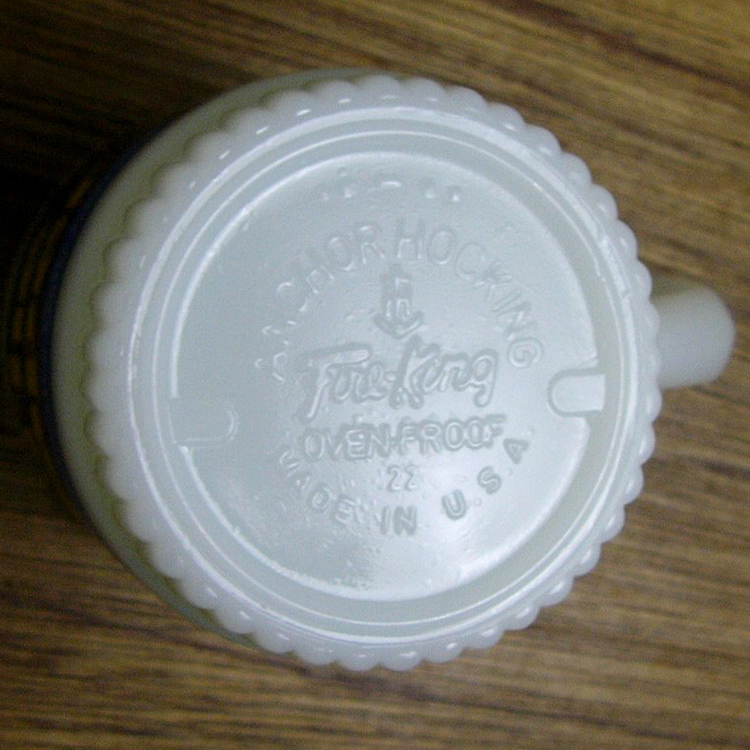 ANCHOR HOCKING
Fire-King
OVEN-PROOF
22
MADE IN U.S.A.